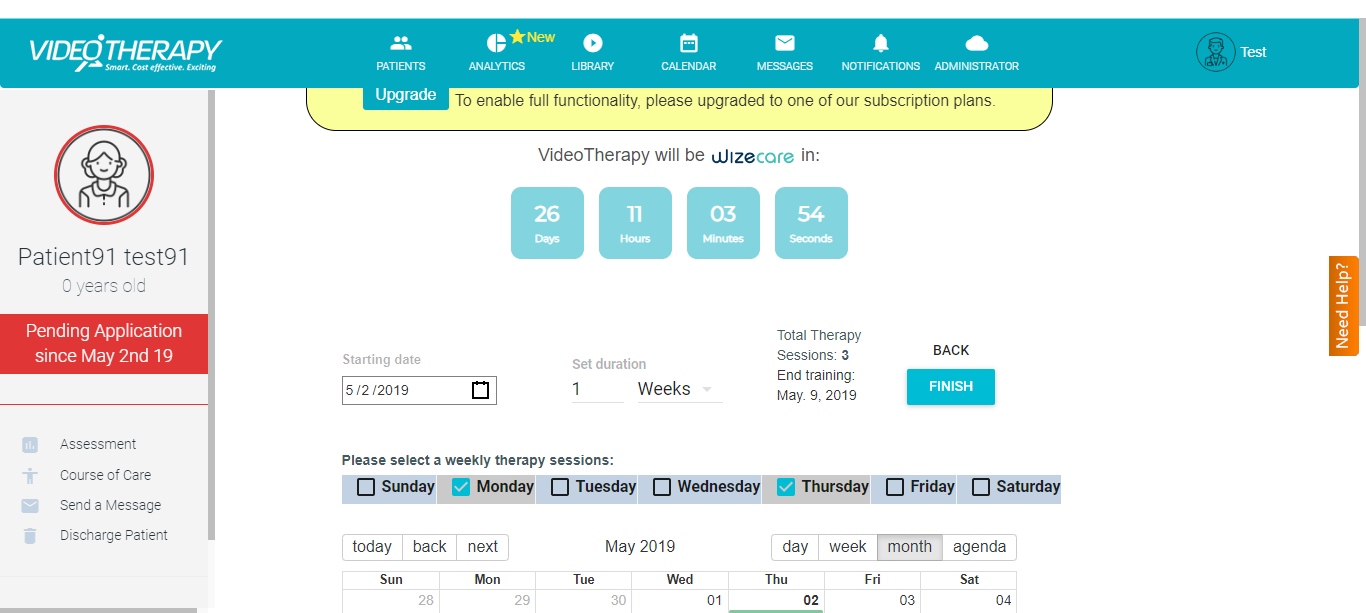 VIDEOTHERAPY
Smart. Cost effective. Exciting
PATIENTS
New
ANALYTICS
LIBRARY
CALENDAR
MESSAGES
NOTIFICATIONS
ADMINISTRATOR
Test
Upgrade To enable full functionality, please upgraded to one of our subscription plans.
VideoTherapy will be wizecare in:
26 11 03 54
Days Hours Minutes Seconds
Patient91 test91
0 years old
Pending Application
since May 2nd 19
Assessment
Course of Care
Send a Message
Discharge Patient
Need Help?
Starting date
5/2/2019
Set duration
1 Weeks
Total Therapy
Sessions: 3
End training:
May. 9, 2019
BACK
FINISH
Please select a weekly therapy sessions:
Sunday Monday Tuesday Wednesday Thursday Friday Saturday
today back next May 2019 day week month agenda
Sun Mon Tue Wed Thu Fri Sat
28 29 30 01 02 03 04